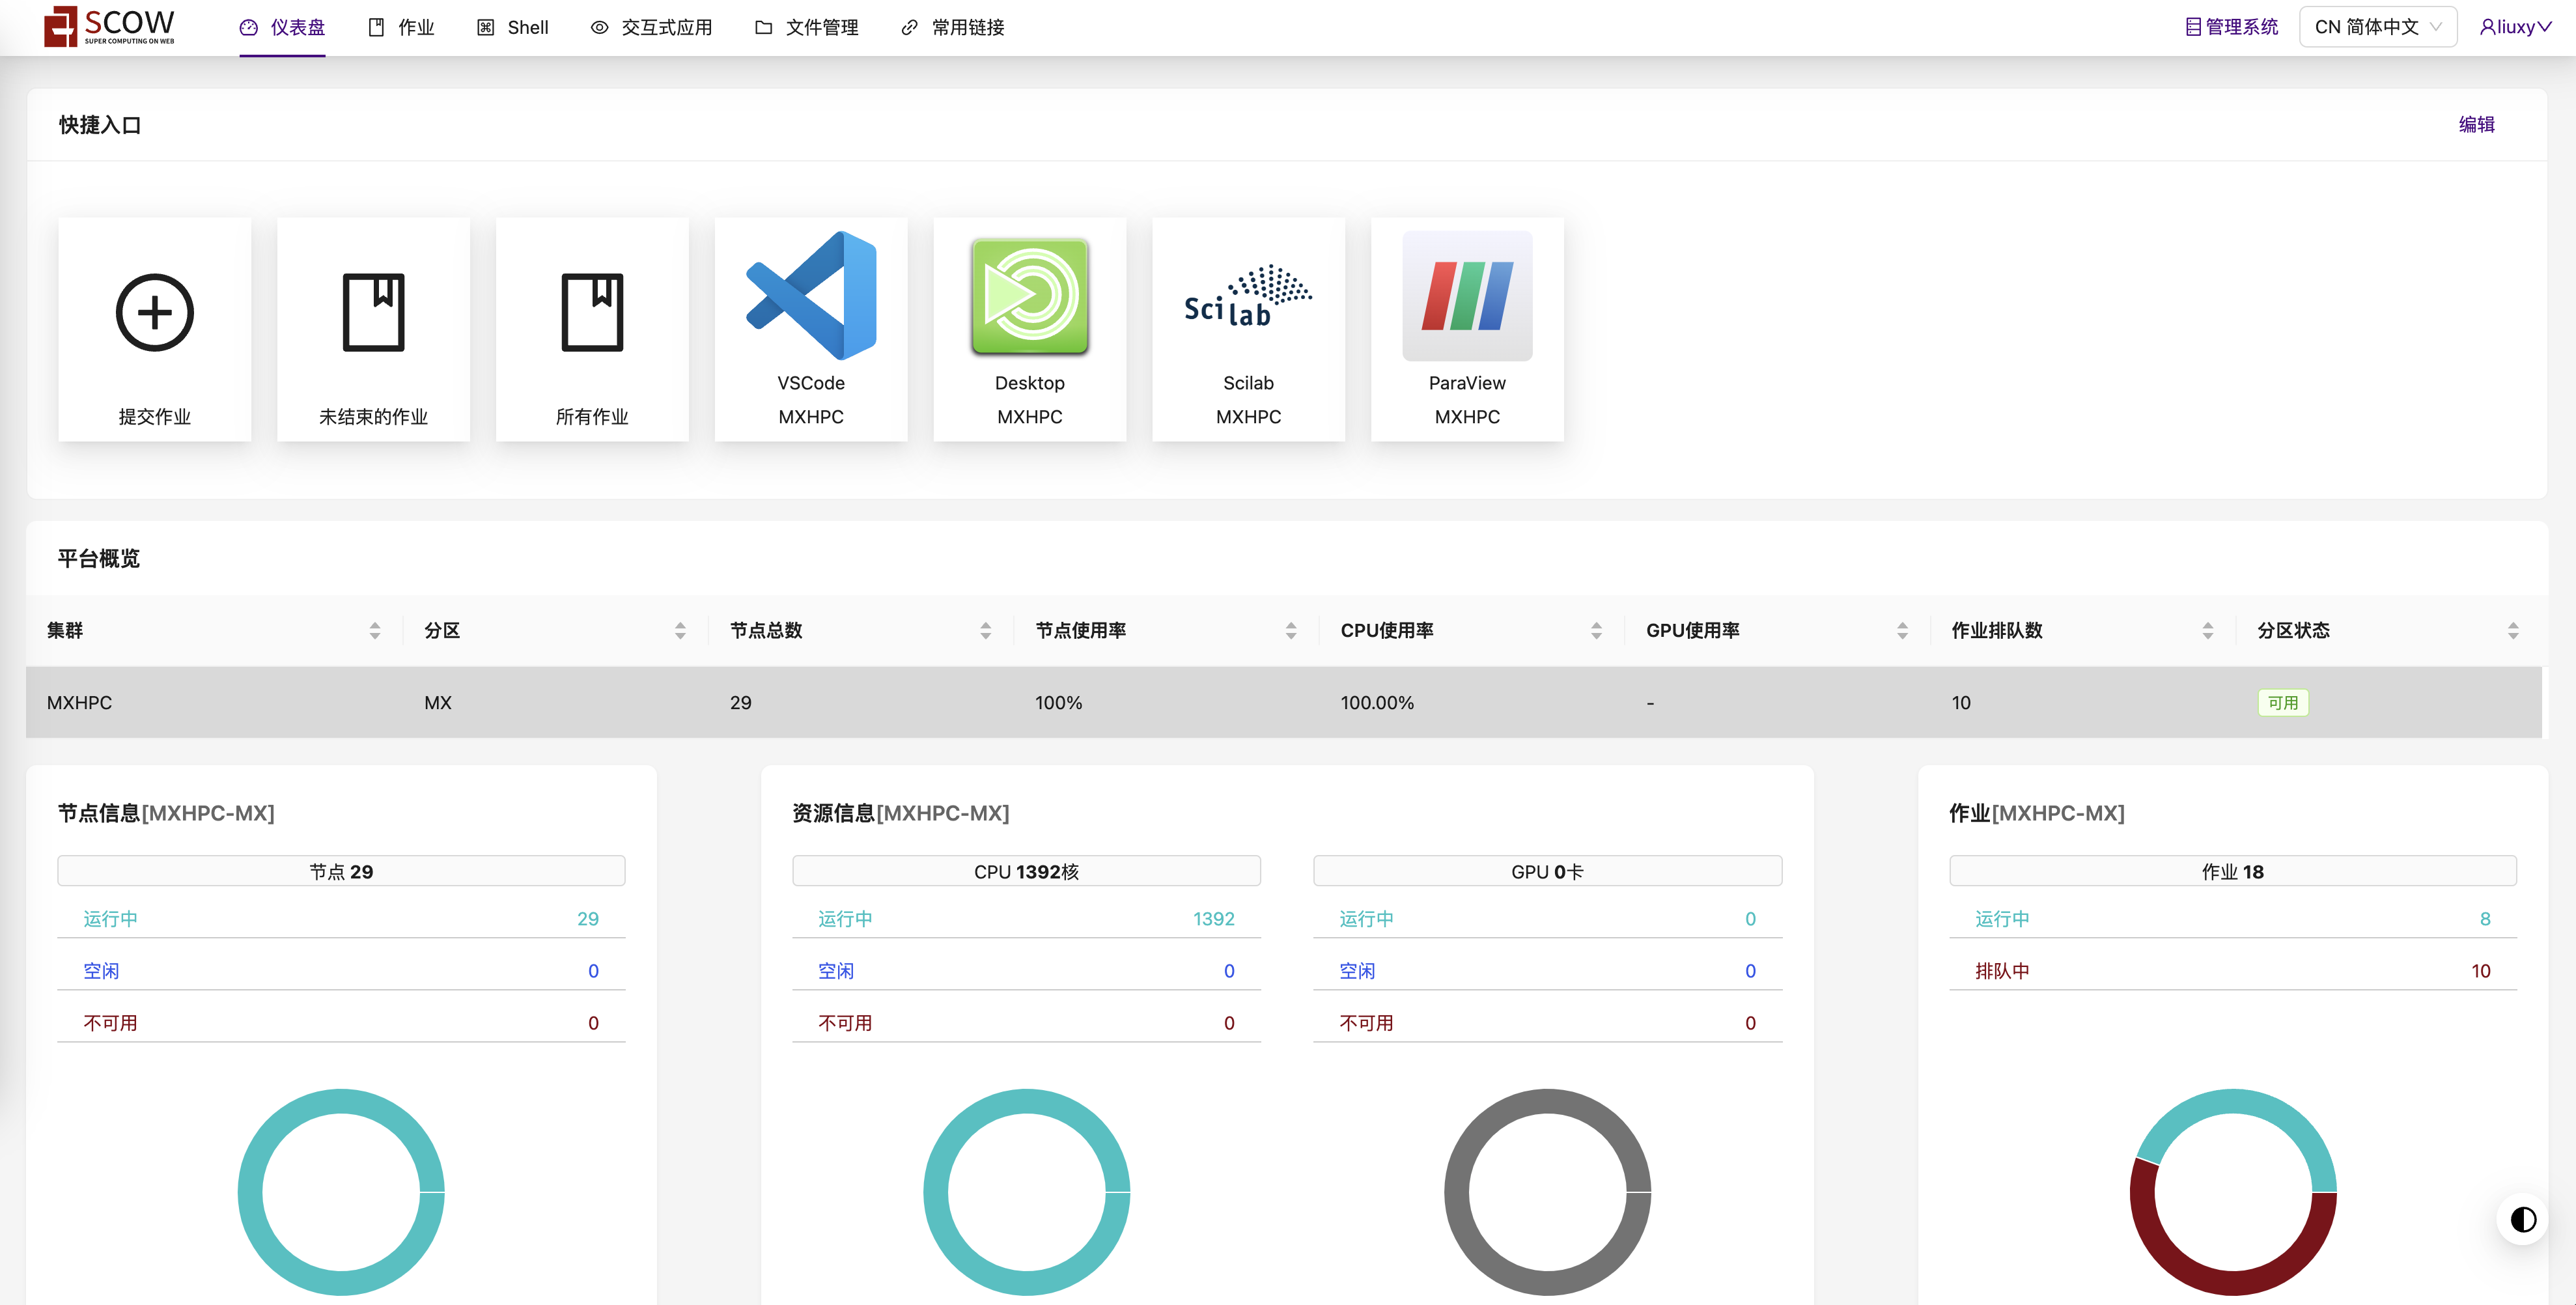 SCOW
SUPER COMPUTING ON WEB
仪表盘 作业 Shell 交互式应用 文件管理 常用链接 管理系统 CN 简体中文 liuxy
快捷入口 编辑
提交作业
未结束的作业
所有作业
VSCode
MXHPC
Desktop
MXHPC
Scilab
Scilab
MXHPC
ParaView
MXHPC
平台概览
集群 分区 节点总数 节点使用率 CPU使用率 GPU使用率 作业排队数 分区状态
MXHPC MX 29 100% 100.00% - 10 可用
节点信息[MXHPC-MX]
节点 29
运行中 29
空闲 0
不可用 0
资源信息[MXHPC-MX]
CPU 1392核
运行中 1392
空闲 0
不可用 0
GPU 0卡
运行中 0
空闲 0
不可用 0
作业[MXHPC-MX]
作业 18
运行中 8
排队中 10